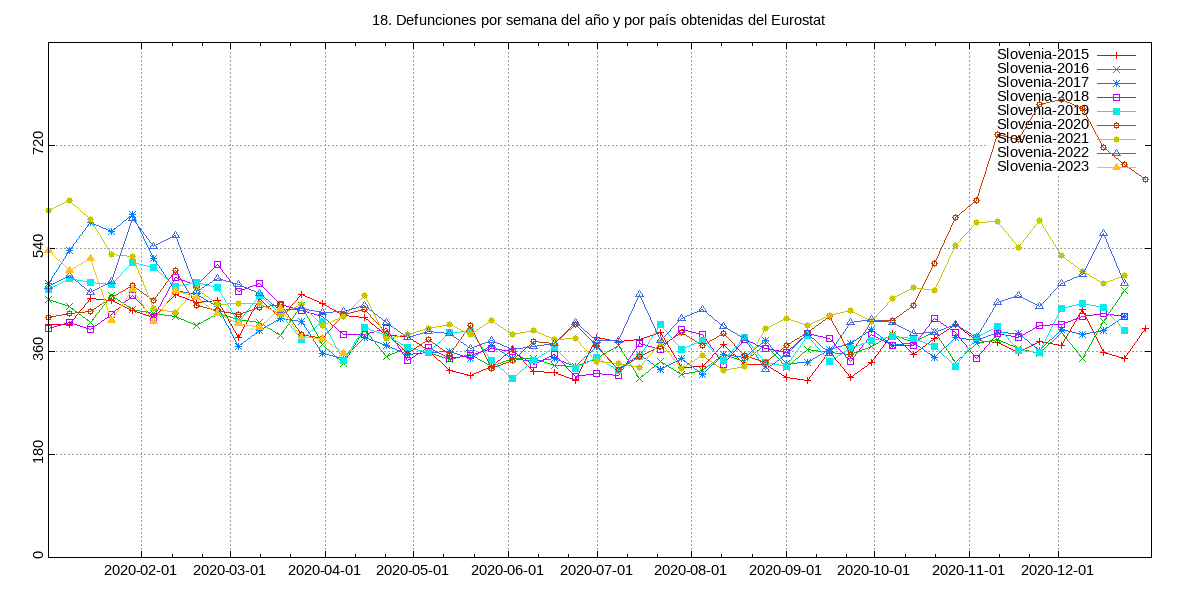 18. Defunciones por semana del año y por país obtenidas del Eurostat
Slovenia-2015
Slovenia-2016
Slovenia-2017
Slovenia-2018
Slovenia-2019
Slovenia-2020
Slovenia-2021
Slovenia-2022
Slovenia-2023
720
540
360
180
0
2020-02-01 2020-03-01 2020-04-01 2020-05-01 2020-06-01 2020-07-01 2020-08-01 2020-09-01 2020-10-01 2020-11-01 2020-12-01